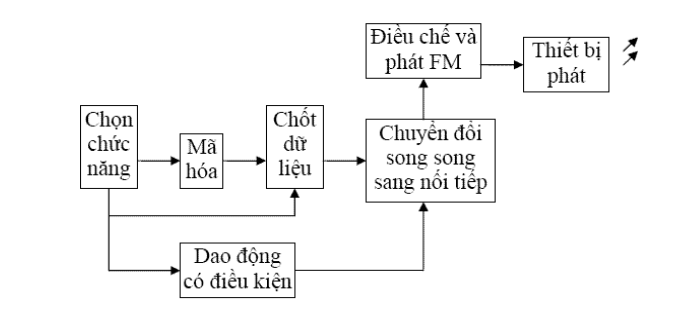 Điều chế và
phát FM
Thiết bị
phát
Chọn
chức
năng
Mã
hóa
Chốt
dữ
liệu
Chuyển đổi
song song
sang nối tiếp
Dao động
có điều kiện